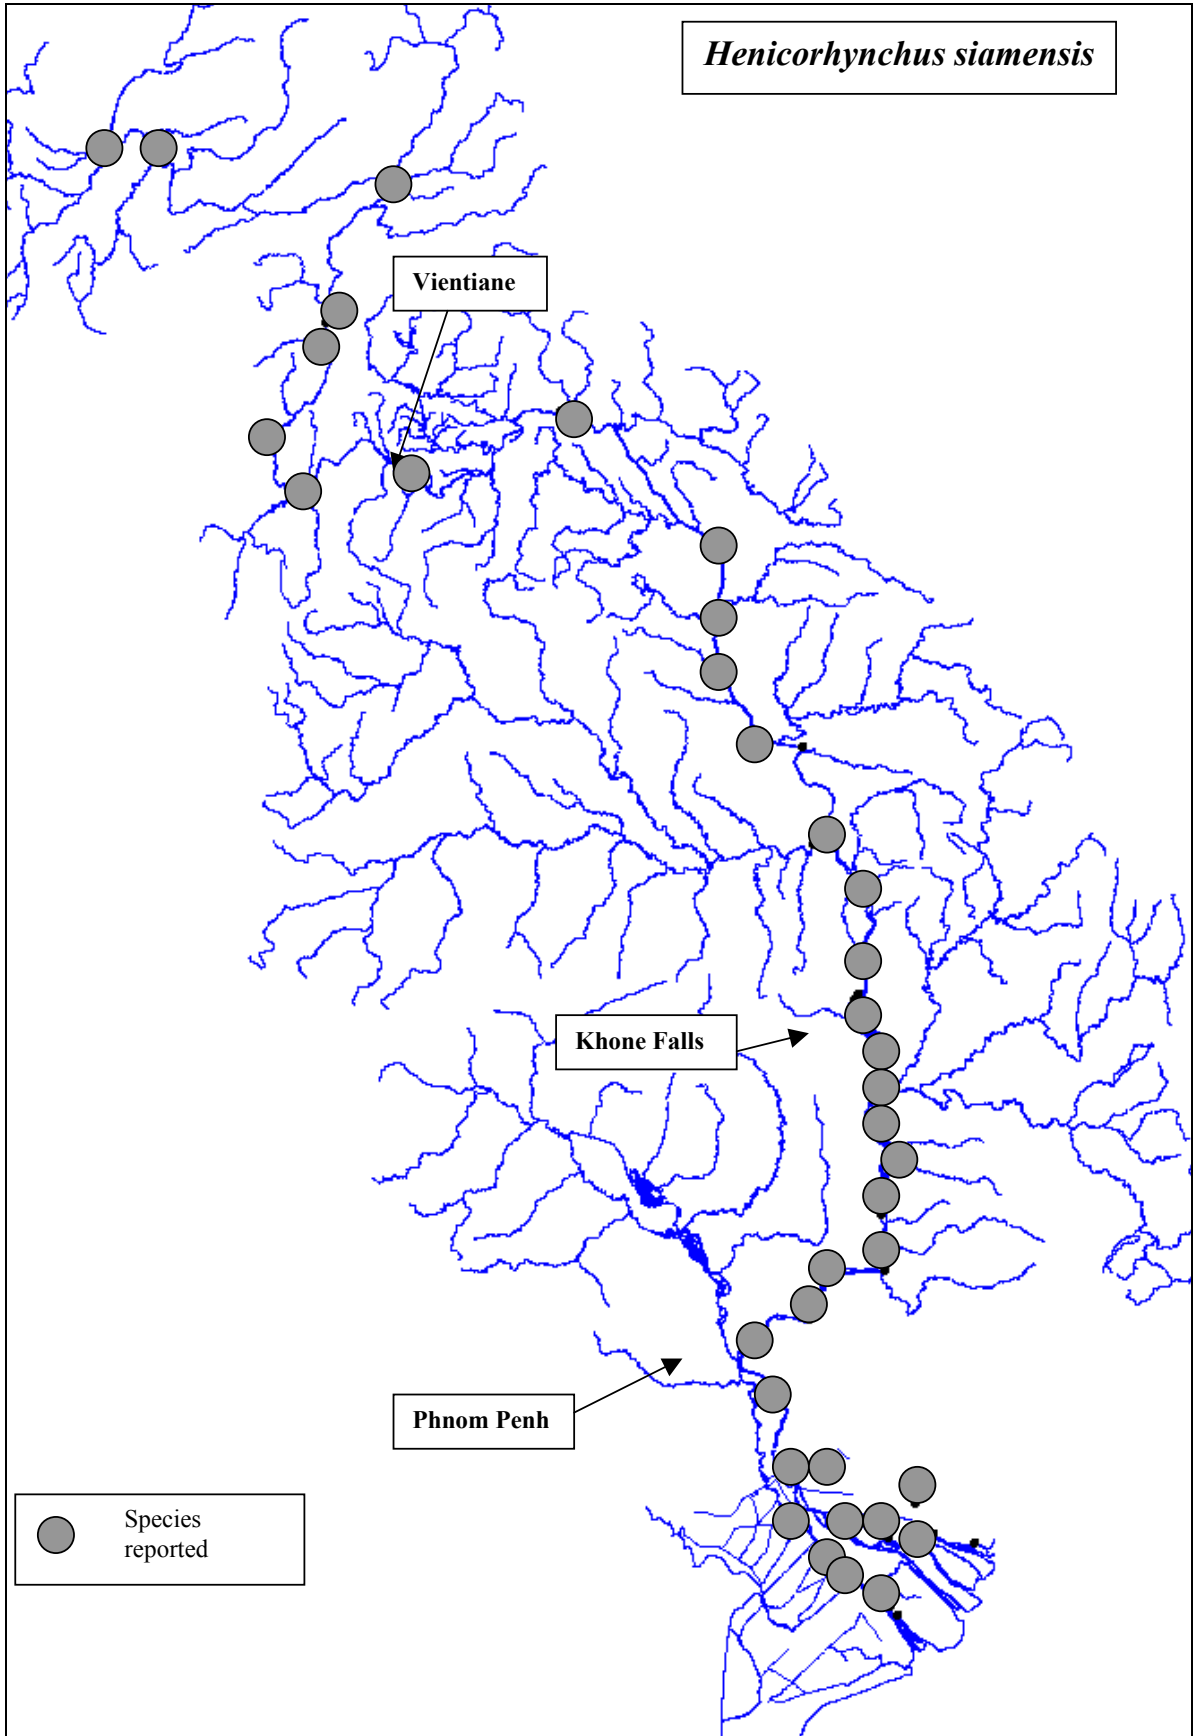 Henicorhynchus siamensis
Vientiane
Khone Falls
Phnom Penh
Species
reported